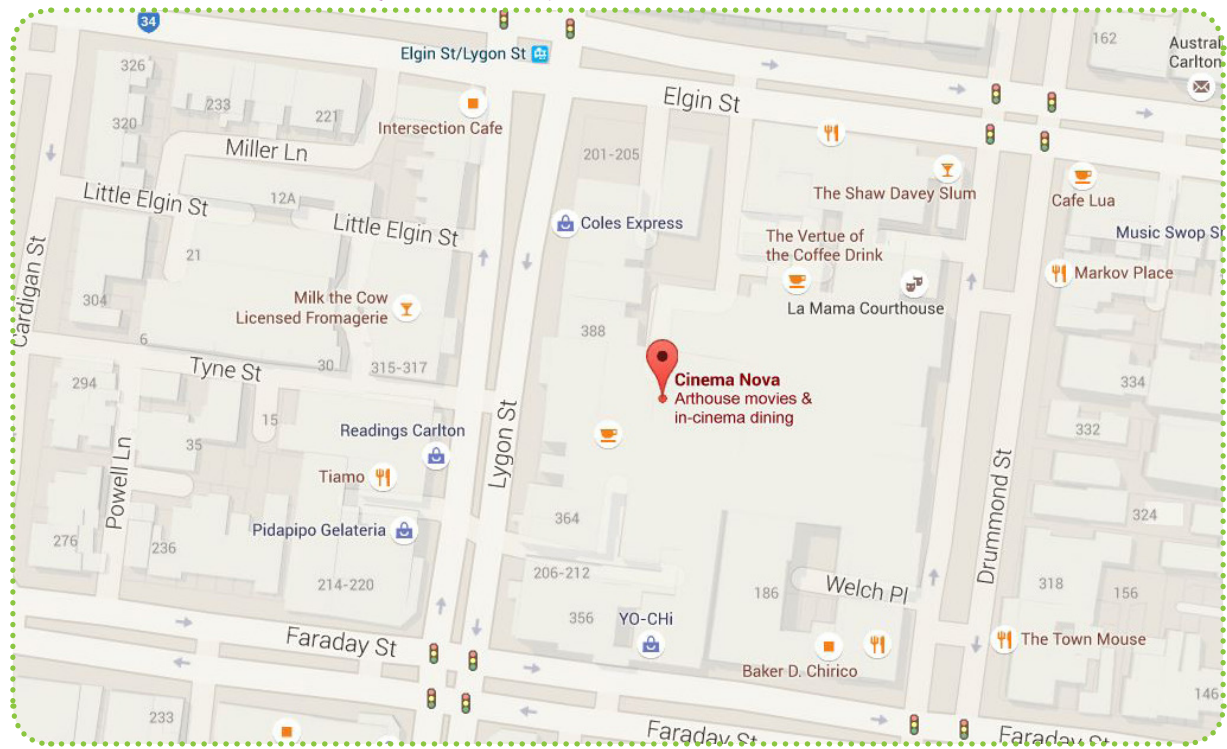 34
162
Austral
Carlton
Elgin St/Lygon St
326
233
221
Intersection Cafe
Elgin St
320
Miller Ln
201-205
The Shaw Davey Slum
Cafe Lua
Little Elgin St
12A
Little Elgin St
Coles Express
The Vertue of
the Coffee Drink
Music Swop S
21
Markov Place
Cardigan St
304
Milk the Cow
Licensed Fromagerie
La Mama Courthouse
388
6
Tyne St
30
315-317
294
Cinema Nova
Arthouse movies &
in-cinema dining
334
15
Readings Carlton
332
35
Powell Ln
Lygon St
Tiamo
Drummond St
364
324
Pidapipo Gelateria
276
236
206-212
214-220
186
Welch Pl
318
156
356
YO-CHi
Faraday St
The Town Mouse
Baker D. Chirico
146
233
Faraday St
Faraday St